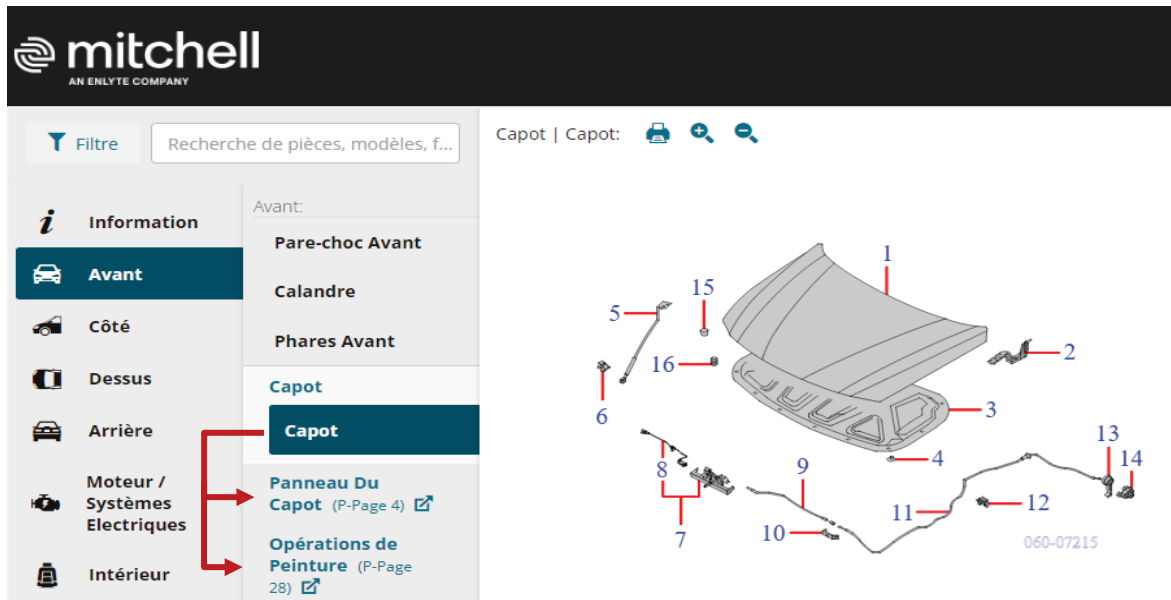 mitchell
AN ENLYTE COMPANY
Filtre
Recherche de pièces, modèles, f...
Capot | Capot:
i Information
Avant
Côté
Dessus
Arrière
Moteur /
Systèmes
Electriques
Intérieur
Avant:
Pare-choc Avant
Calandre
Phares Avant
Capot
Capot
Panneau Du
Capot (P-Page 4)
Opérations de
Peinture (P-Page
28)
1
15
5
2
16
6
3
13
4
14
8
9
12
11
10
7
060-07215